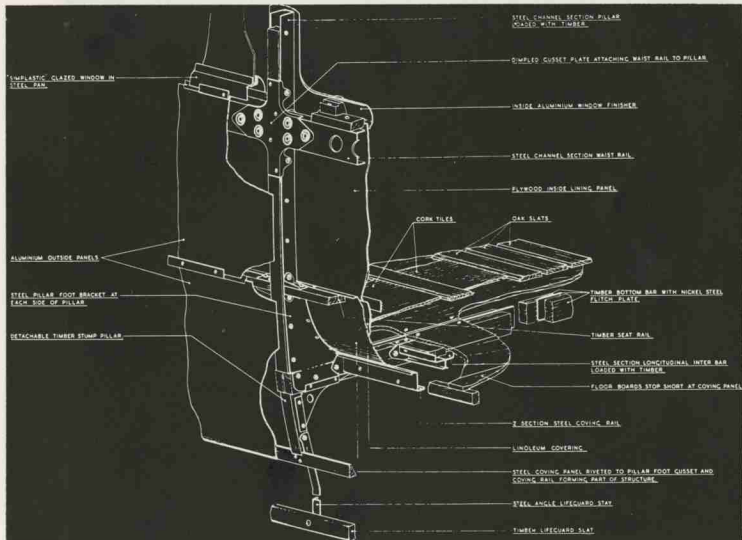 STEEL CHANNEL SECTION PILLAR
LOADED WITH TIMBER
DIMPLED GUSSET PLATE ATTACHING WAIST RAIL TO PILLAR
'SIMPLASTIC' GLAZED WINDOW IN
STEEL PAN
INSIDE ALUMINIUM WINDOW FINISHER
STEEL CHANNEL SECTION WAIST RAIL
PLYWOOD INSIDE LINING PANEL
CORK TILES
OAK SLATS
ALUMINIUM OUTSIDE PANELS
STEEL PILLAR FOOT BRACKET AT
EACH SIDE OF PILLAR
DETACHABLE TIMBER STUMP PILLAR
TIMBER BOTTOM BAR WITH NICKEL STEEL
FLITCH PLATE
TIMBER SEAT RAIL
STEEL SECTION LONGITUDINAL INTER BAR
LOADED WITH TIMBER
FLOOR BOARDS STOP SHORT AT COVING PANEL
Z SECTION STEEL COVING RAIL
LINOLEUM COVERING
STEEL COVING PANEL RIVETED TO PILLAR FOOT GUSSET AND
COVING RAIL FORMING PART OF STRUCTURE
STEEL ANGLE LIFEGUARD STAY
TIMBER LIFEGUARD SLAT